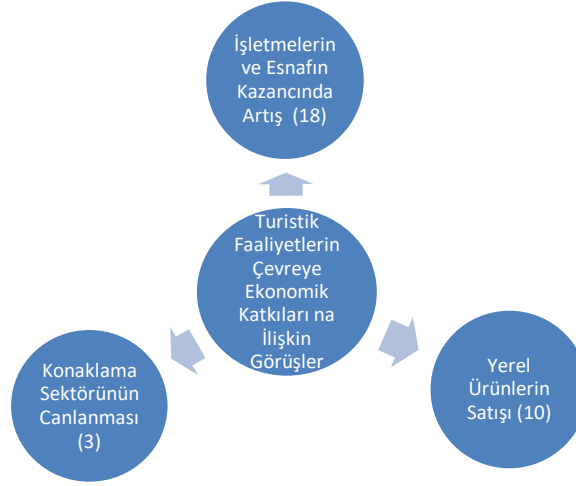 İşletmelerin
ve Esnafın
Kazancında
Artış (18)
Turistik
Faaliyetlerin
Çevreye
Ekonomik
Katkıları na
İlişkin
Görüşler
Yerel
Ürünlerin
Satışı (10)
Konaklama
Sektörünün
Canlanması
(3)